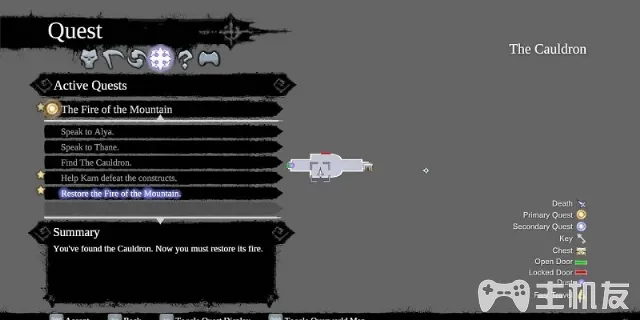 Quest
The Cauldron
Active Quests
The Fire of the Mountain
Speak to Alya.
Speak to Thane.
Find The Cauldron.
Help Karn defeat the constructs.
Restore the Fire of the Mountain.
Summary
You've found the Cauldron. Now you must restore its fire.
Death
Primary Quest
Secondary Quest
Key
Chest
Open Door
Locked Door
主机友